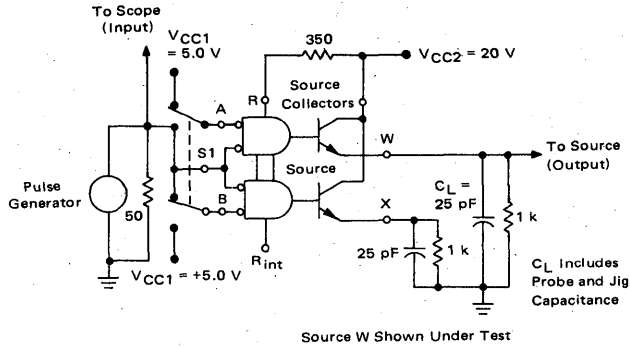 To Scope
(Input)
VCC1
= 5.0 V
350
VCC2 = 20 V
Source
Collectors
R
A
W
To Source
(Output)
S1
Source
Pulse
Generator
50
B
X
CL =
25 pF
1 k
25 pF
1 k
Rint
VCC1 = +5.0 V
CL Includes
Probe and Jig
Capacitance
Source W Shown Under Test